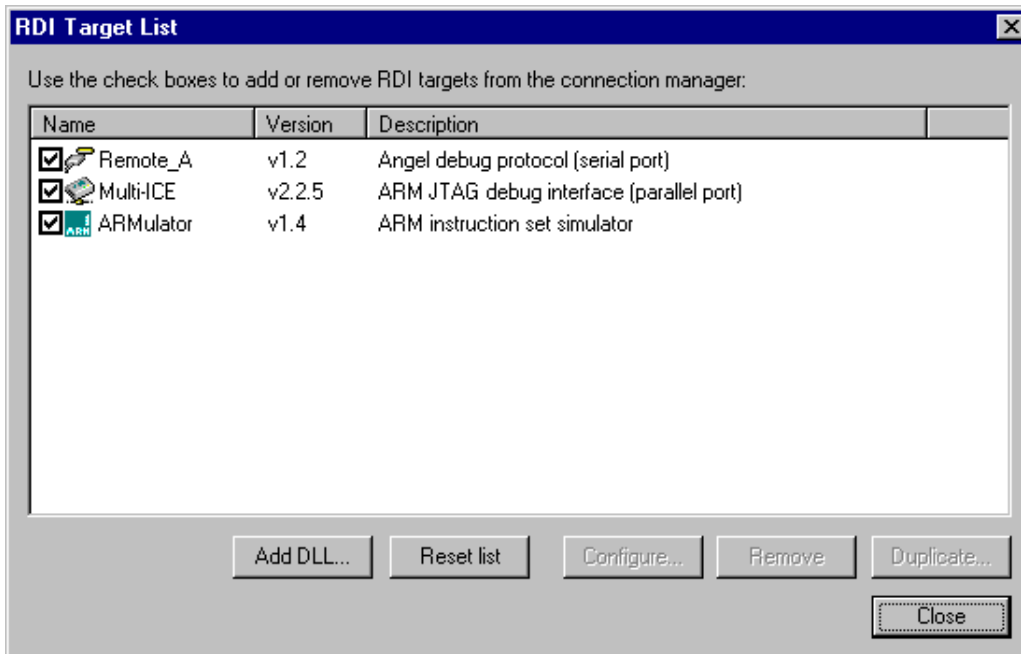 RDI Target List
Use the check boxes to add or remove RDI targets from the connection manager:
Name Version Description
Remote_A v1.2 Angel debug protocol (serial port)
Multi-ICE v2.2.5 ARM JTAG debug interface (parallel port)
ARM ARMulator v1.4 ARM instruction set simulator
Add DLL... Reset list Configure... Remove Duplicate...
Close